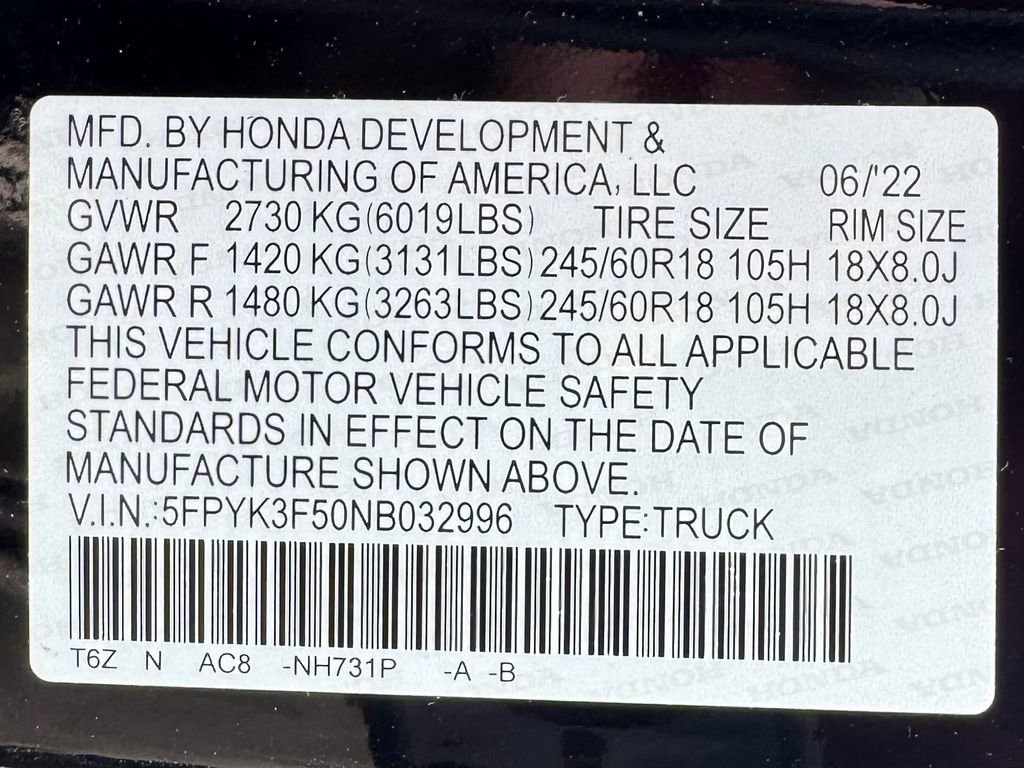 MFD. BY HONDA DEVELOPMENT &
MANUFACTURING OF AMERICA, LLC 06/'22
GVWR 2730 KG(6019LBS) TIRE SIZE RIM SIZE
GAWR F 1420 KG(3131LBS) 245/60R18 105H 18X8.0J
GAWR R 1480 KG(3263LBS) 245/60R18 105H 18X8.0J
THIS VEHICLE CONFORMS TO ALL APPLICABLE
FEDERAL MOTOR VEHICLE SAFETY
STANDARDS IN EFFECT ON THE DATE OF
MANUFACTURE SHOWN ABOVE.
V.I.N.:5FPYK3F50NB032996 TYPE:TRUCK
T6Z N AC8 -NH731P -A -B